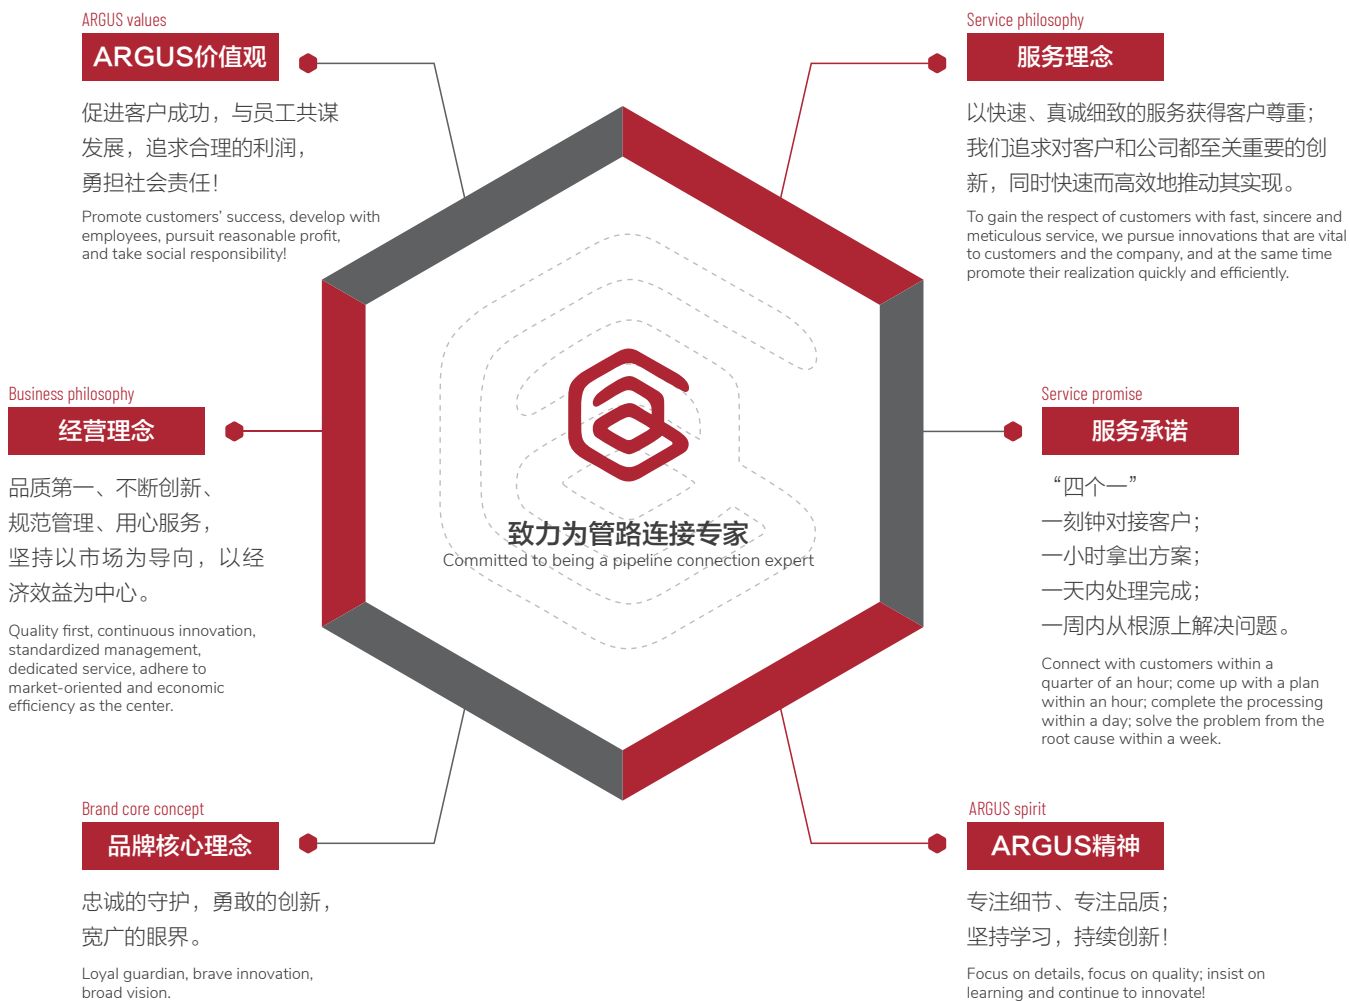 ARGUS values
ARGUS价值观
促进客户成功，与员工共谋
发展，追求合理的利润，
勇担社会责任！
Promote customers' success, develop with
employees, pursuit reasonable profit,
and take social responsibility!
Service philosophy
服务理念
以快速、真诚细致的服务获得客户尊重；
我们追求对客户和公司都至关重要的创
新，同时快速而高效地推动其实现。
To gain the respect of customers with fast, sincere and
meticulous service, we pursue innovations that are vital
to customers and the company, and at the same time
promote their realization quickly and efficiently.
Business philosophy
经营理念
品质第一、不断创新、
规范管理、用心服务，
坚持以市场为导向，以经
济效益为中心。
Quality first, continuous innovation,
standardized management,
dedicated service, adhere to
market-oriented and economic
efficiency as the center.
致力为管路连接专家
Committed to being a pipeline connection expert
Service promise
服务承诺
“四个一”
一刻钟对接客户；
一小时拿出方案；
一天内处理完成；
一周内从根源上解决问题。
Connect with customers within a
quarter of an hour; come up with a plan
within an hour; complete the processing
within a day; solve the problem from the
root cause within a week.
Brand core concept
品牌核心理念
忠诚的守护，勇敢的创新，
宽广的眼界。
Loyal guardian, brave innovation,
broad vision.
ARGUS spirit
ARGUS精神
专注细节、专注品质；
坚持学习，持续创新！
Focus on details, focus on quality; insist on
learning and continue to innovate!